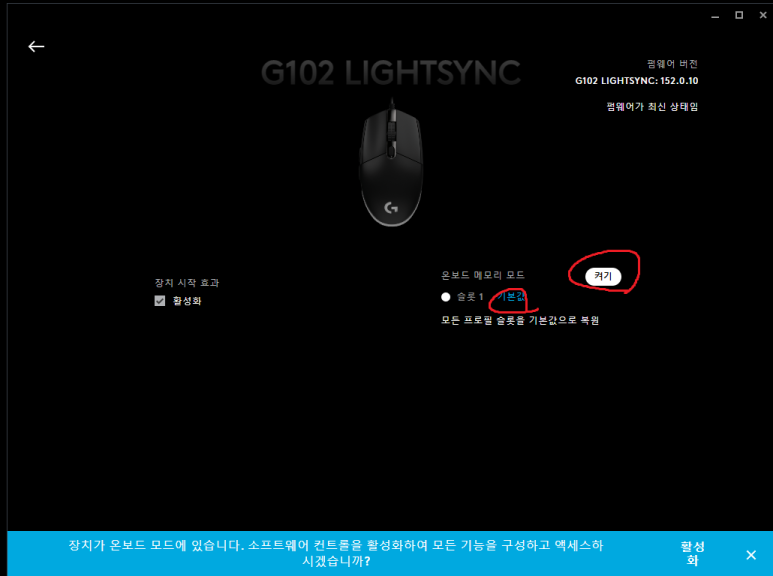 G102 LIGHTSYNC
펌웨어 버전
G102 LIGHTSYNC: 152.0.10
펌웨어가 최신 상태임
장치 시작 효과
활성화
온보드 메모리 모드
켜기
슬롯 1 기본값
모든 프로필 슬롯을 기본값으로 복원
장치가 온보드 모드에 있습니다. 소프트웨어 컨트롤을 활성화하여 모든 기능을 구성하고 액세스하
시겠습니까?
활성
화